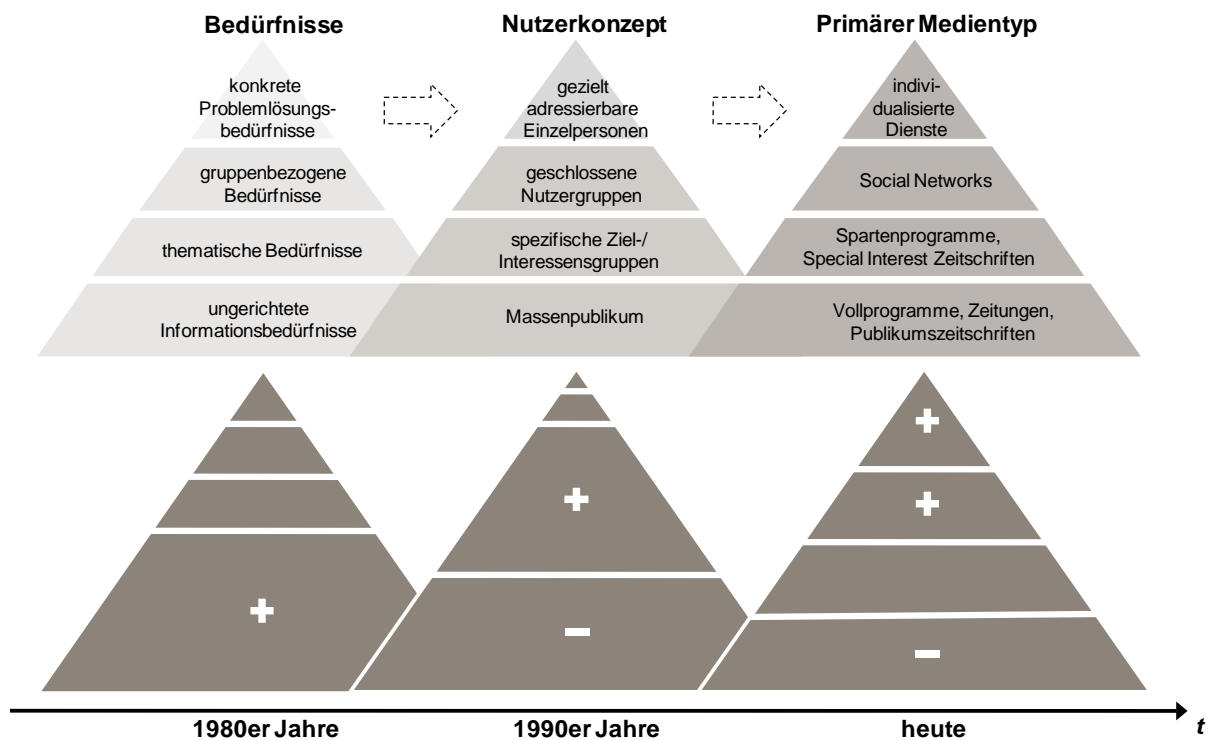 Bedürfnisse
Nutzerkonzept
Primärer Medientyp
konkrete
Problemlösungs-
bedürfnisse
gezielt
adressierbare
Einzelpersonen
indivi-
dualisierte
Dienste
gruppenbezogene
Bedürfnisse
geschlossene
Nutzergruppen
Social Networks
thematische Bedürfnisse
spezifische Ziel-/
Interessensgruppen
Spartenprogramme,
Special Interest Zeitschriften
ungerichtete
Informationsbedürfnisse
Massenpublikum
Vollprogramme, Zeitungen,
Publikumszeitschriften
+
+
+
+
–
–
1980er Jahre
1990er Jahre
heute
t